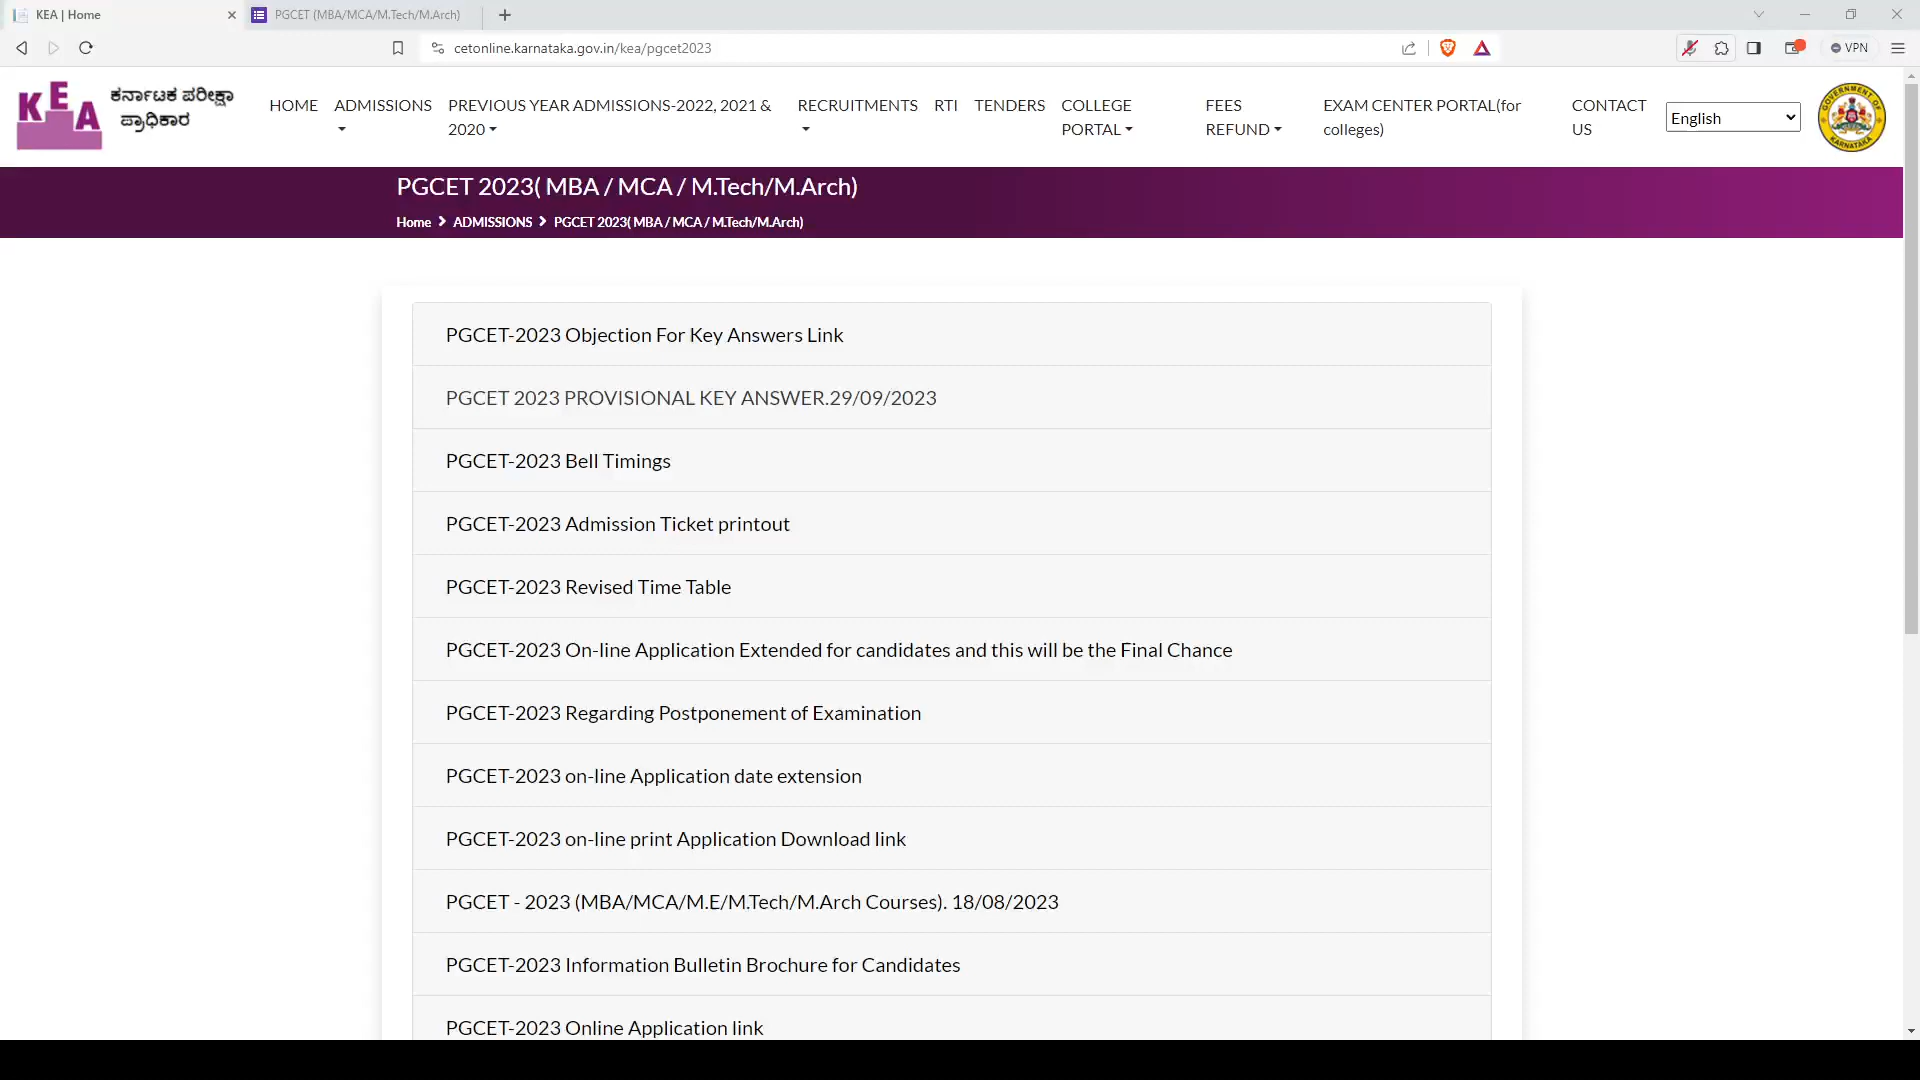 KEA | Home
PGCET (MBA/MCA/M.Tech/M.Arch)
cetonline.karnataka.gov.in/kea/pgcet2023
VPN
KEA
ಕರ್ನಾಟಕ ಪರೀಕ್ಷಾ
ಪ್ರಾಧಿಕಾರ
HOME
ADMISSIONS
PREVIOUS YEAR ADMISSIONS-2022, 2021 &
2020
RECRUITMENTS
RTI
TENDERS
COLLEGE
PORTAL
FEES
REFUND
EXAM CENTER PORTAL(for
colleges)
CONTACT
US
English
GOVERNMENT OF
KARNATAKA
PGCET 2023( MBA / MCA / M.Tech/M.Arch)
Home
ADMISSIONS
PGCET 2023( MBA / MCA / M.Tech/M.Arch)
PGCET-2023 Objection For Key Answers Link
PGCET 2023 PROVISIONAL KEY ANSWER.29/09/2023
PGCET-2023 Bell Timings
PGCET-2023 Admission Ticket printout
PGCET-2023 Revised Time Table
PGCET-2023 On-line Application Extended for candidates and this will be the Final Chance
PGCET-2023 Regarding Postponement of Examination
PGCET-2023 on-line Application date extension
PGCET-2023 on-line print Application Download link
PGCET - 2023 (MBA/MCA/M.E/M.Tech/M.Arch Courses). 18/08/2023
PGCET-2023 Information Bulletin Brochure for Candidates
PGCET-2023 Online Application link